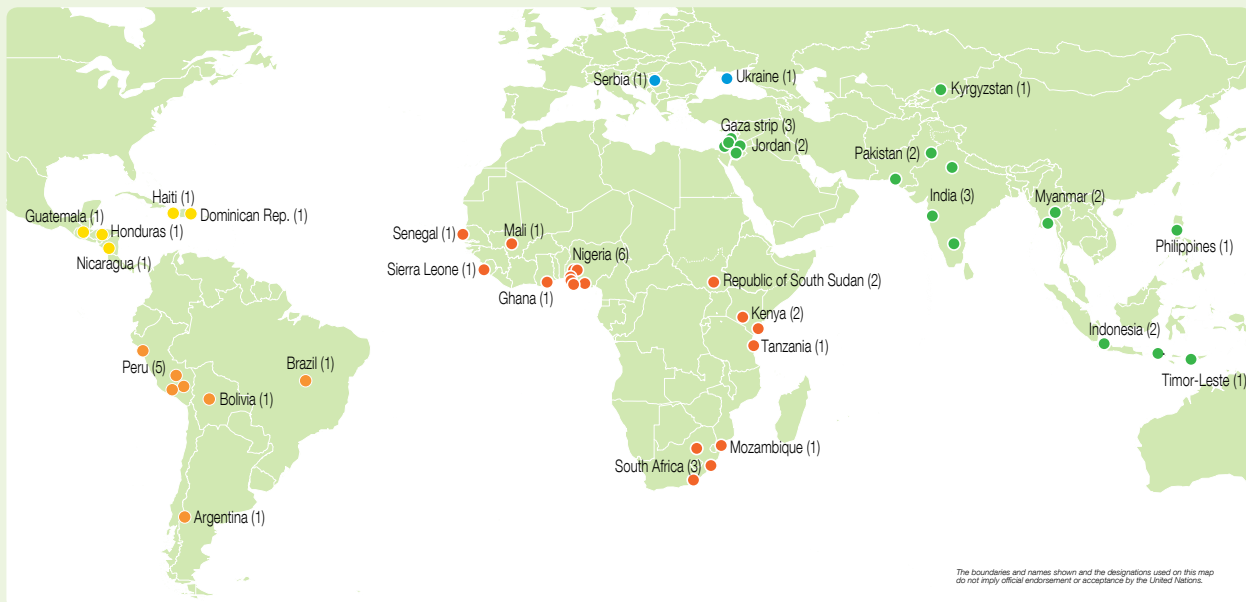 Serbia (1)
Ukraine (1)
Kyrgyzstan (1)
Gaza strip (3)
Jordan (2)
Pakistan (2)
India (3)
Myanmar (2)
Haiti (1)
Dominican Rep. (1)
Guatemala (1)
Honduras (1)
Nicaragua (1)
Senegal (1)
Mali (1)
Nigeria (6)
Philippines (1)
Sierra Leone (1)
Ghana (1)
Republic of South Sudan (2)
Kenya (2)
Tanzania (1)
Indonesia (2)
Timor-Leste (1)
Peru (5)
Brazil (1)
Bolivia (1)
Mozambique (1)
South Africa (3)
Argentina (1)
The boundaries and names shown and the designations used on this map
do not imply official endorsement or acceptance by the United Nations.